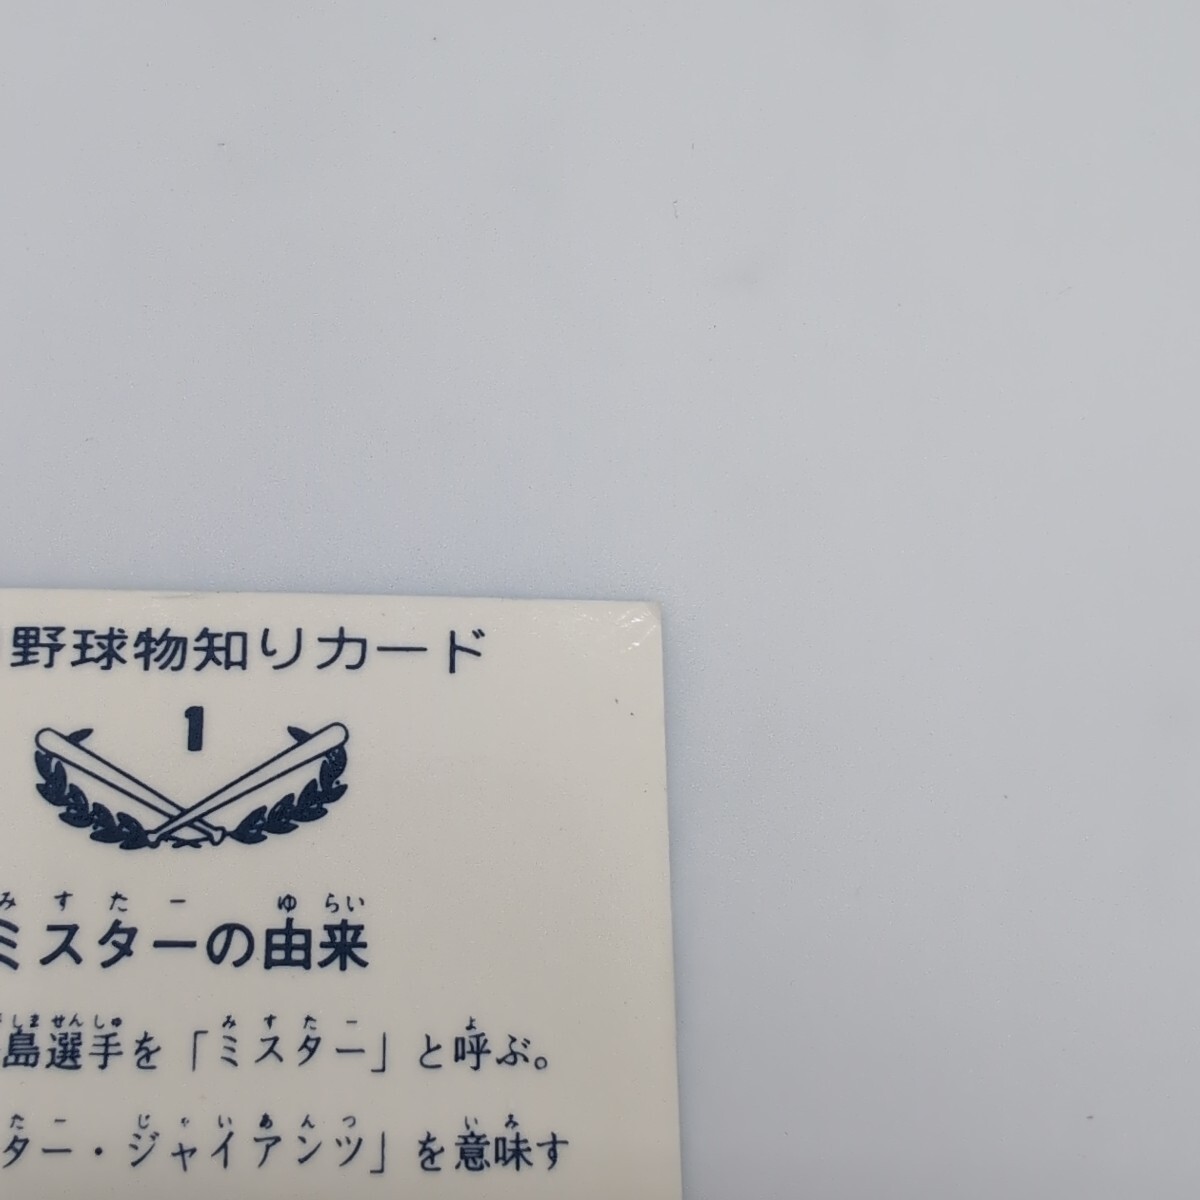 野球物知りカード
1
みすたー ゆらい
ミスターの由来
しませんしゅ みすたー よ
島選手を「ミスター」と呼ぶ。
たー じゃいあんつ いみ
ター・ジャイアンツ」を意味す